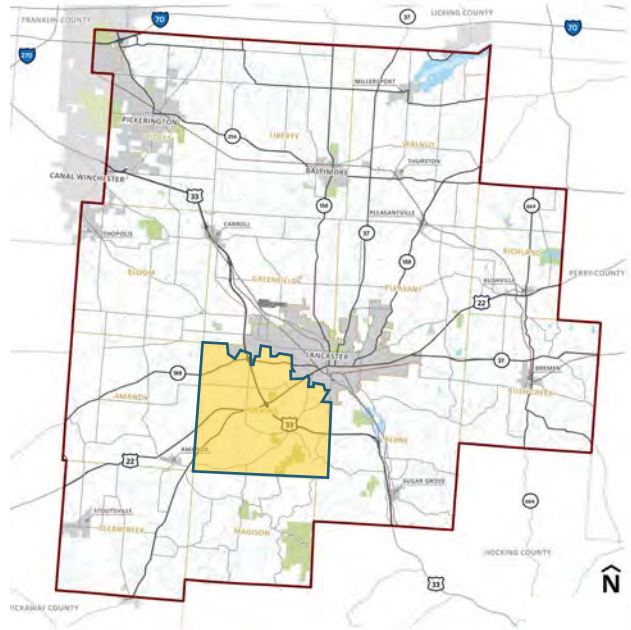 FRANKLIN COUNTY
70
37
LICKING COUNTY
70
270
MILLERSPORT
PICKERINGTON
256
LIBERTY
WALNUT
THURSTON
BALTIMORE
CANAL WINCHESTER
33
158
PLEASANTVILLE
664
CARROLL
37
RICHLAND
188
BLOOM
GREENFIELD
PLEASANT
RUSHVILLE
PERRY COUNTY
22
LANCASTER
37
188
BREMEN
RUSH CREEK
AMANDA
HOCKING
33
BERNE
AMANDA
22
SUGAR GROVE
664
STOUTSVILLE
CLEARCREEK
MADISON
HOCKING COUNTY
33
N
PICKAWAY COUNTY